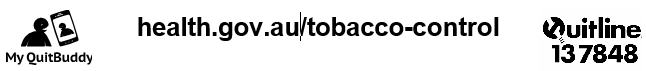 health.gov.au/tobacco-control
Quitline
137848
My QuitBuddy